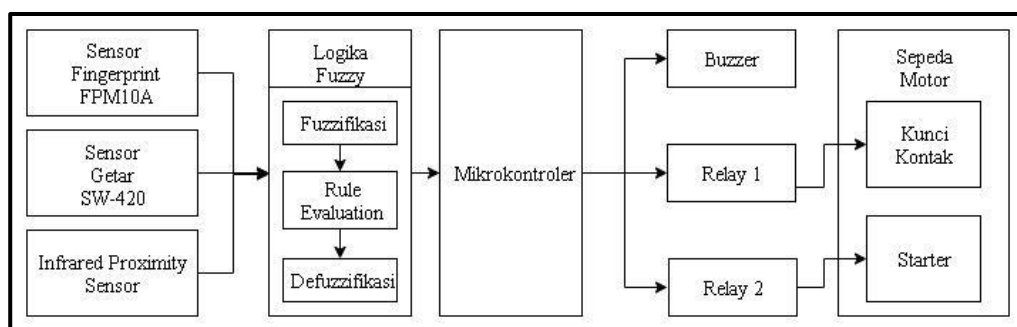 Sensor
Fingerprint
FPM10A
Sensor
Getar
SW-420
Infrared Proximity
Sensor
Logika
Fuzzy
Fuzzifikasi
Rule
Evaluation
Defuzzifikasi
Mikrokontroler
Buzzer
Relay 1
Relay 2
Sepeda
Motor
Kunci
Kontak
Starter